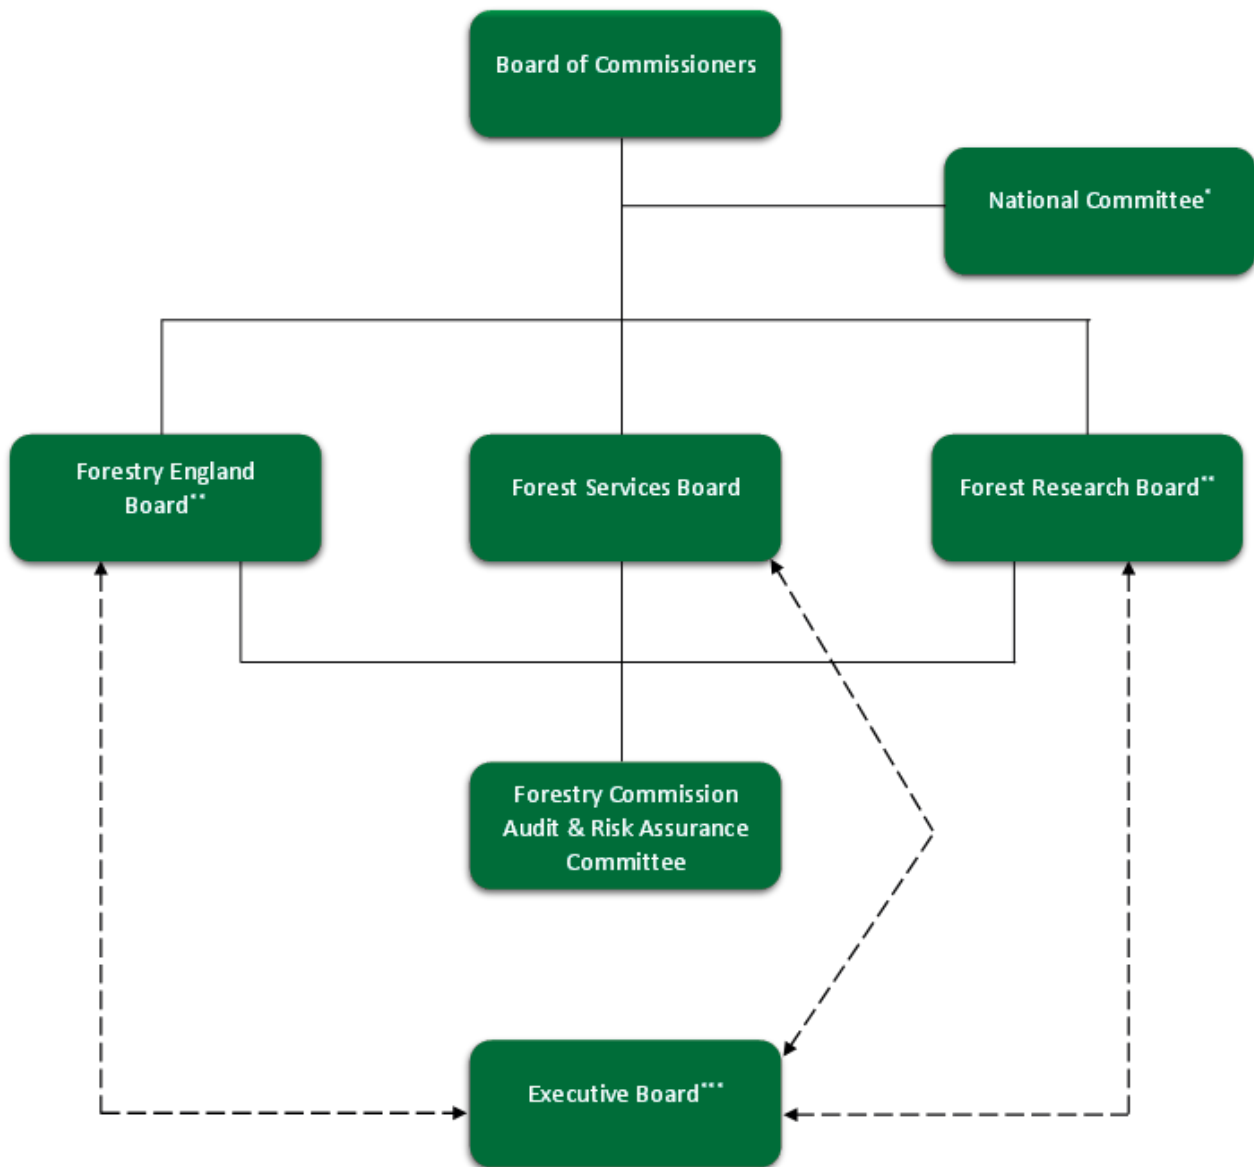 Board of Commissioners
National Committee*
Forestry England
Board**
Forest Services Board
Forest Research Board**
Forestry Commission
Audit & Risk Assurance
Committee
Executive Board***